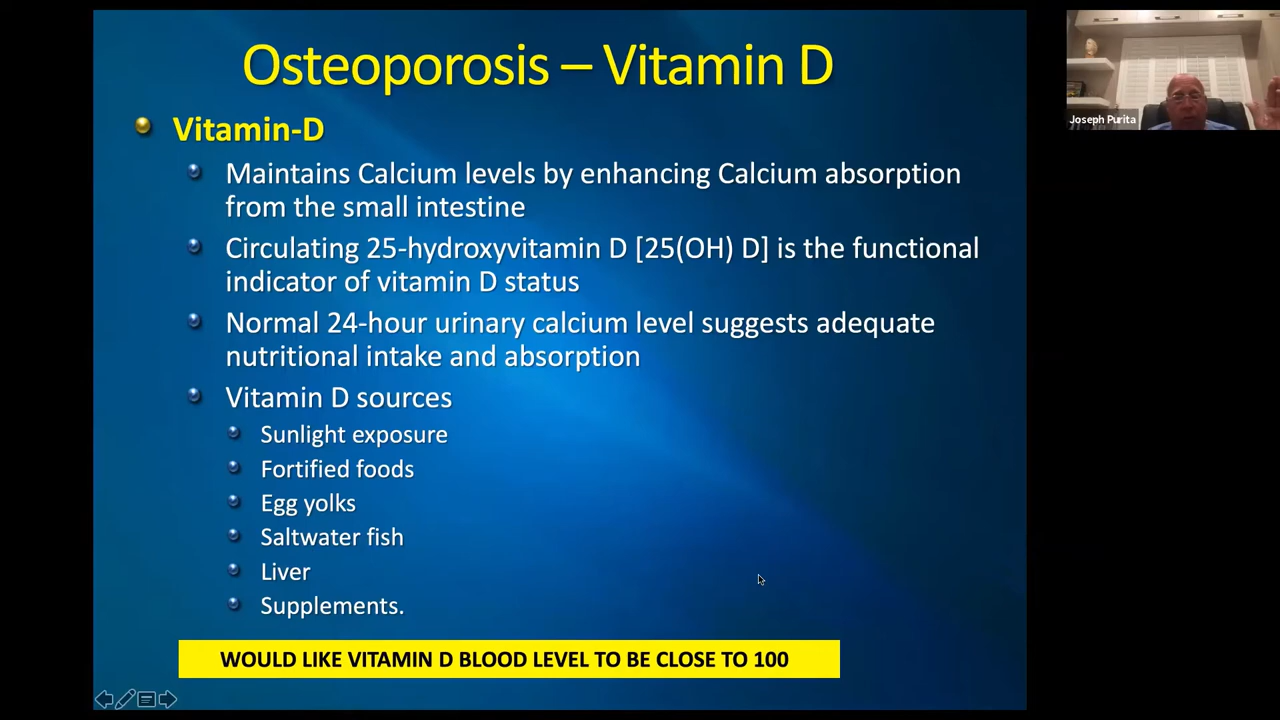 Osteoporosis – Vitamin D
Joseph Purita
Vitamin-D
Maintains Calcium levels by enhancing Calcium absorption
from the small intestine
Circulating 25-hydroxyvitamin D [25(OH) D] is the functional
indicator of vitamin D status
Normal 24-hour urinary calcium level suggests adequate
nutritional intake and absorption
Vitamin D sources
Sunlight exposure
Fortified foods
Egg yolks
Saltwater fish
Liver
Supplements.
WOULD LIKE VITAMIN D BLOOD LEVEL TO BE CLOSE TO 100